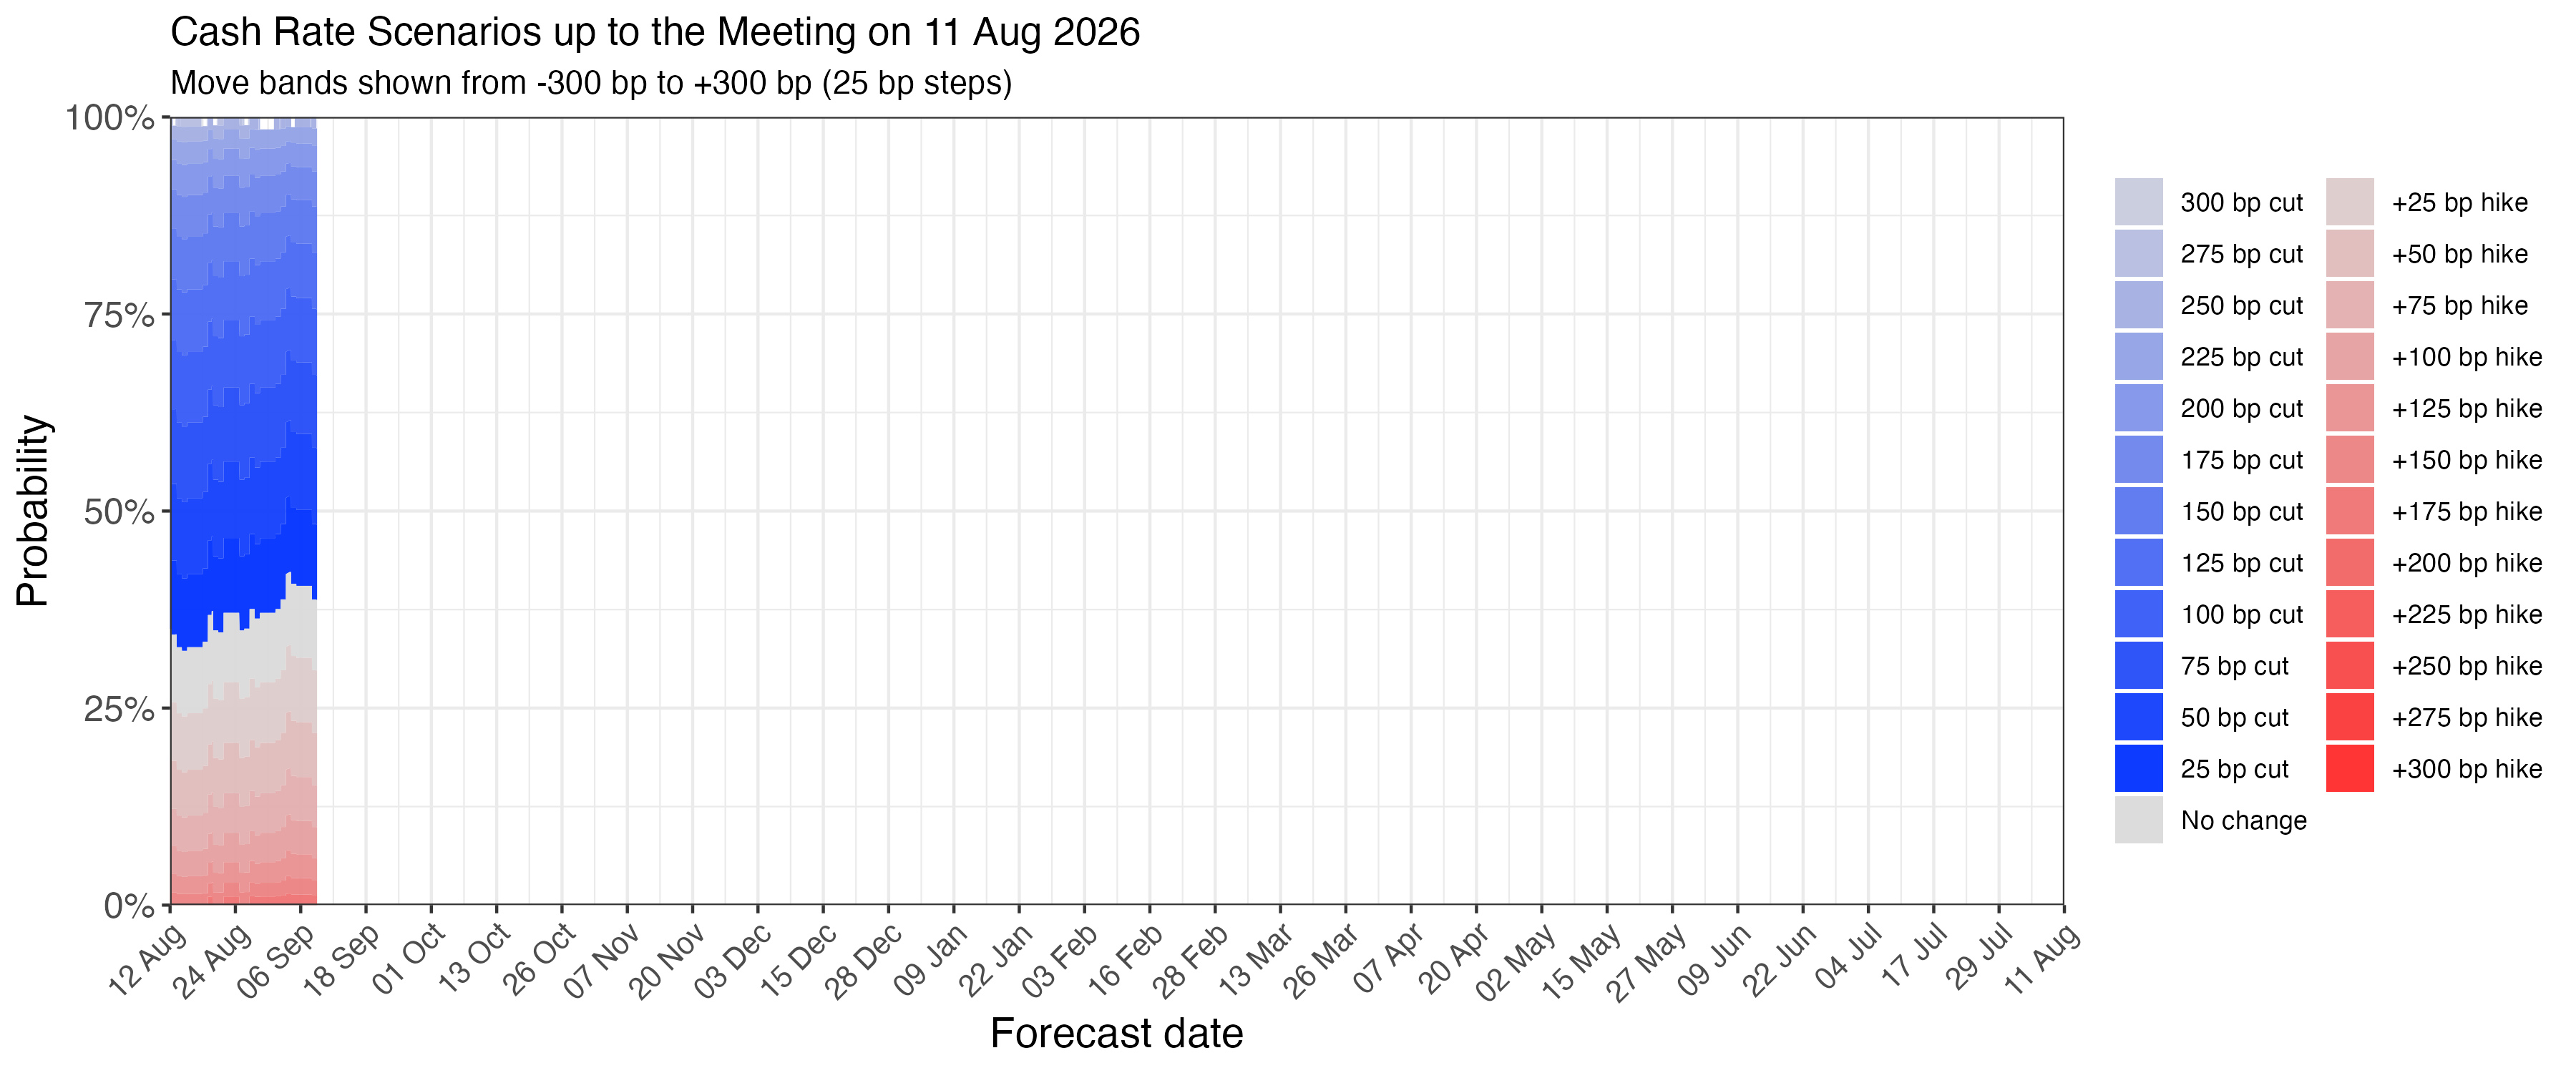 Cash Rate Scenarios up to the Meeting on 11 Aug 2026
Move bands shown from -300 bp to +300 bp (25 bp steps)
Probability
100%
75%
50%
25%
0%
12 Aug
24 Aug
06 Sep
18 Sep
01 Oct
13 Oct
26 Oct
07 Nov
20 Nov
03 Dec
15 Dec
28 Dec
09 Jan
22 Jan
03 Feb
16 Feb
28 Feb
13 Mar
26 Mar
07 Apr
20 Apr
02 May
15 May
27 May
09 Jun
22 Jun
04 Jul
17 Jul
29 Jul
11 Aug
Forecast date
300 bp cut
275 bp cut
250 bp cut
225 bp cut
200 bp cut
175 bp cut
150 bp cut
125 bp cut
100 bp cut
75 bp cut
50 bp cut
25 bp cut
No change
+25 bp hike
+50 bp hike
+75 bp hike
+100 bp hike
+125 bp hike
+150 bp hike
+175 bp hike
+200 bp hike
+225 bp hike
+250 bp hike
+275 bp hike
+300 bp hike